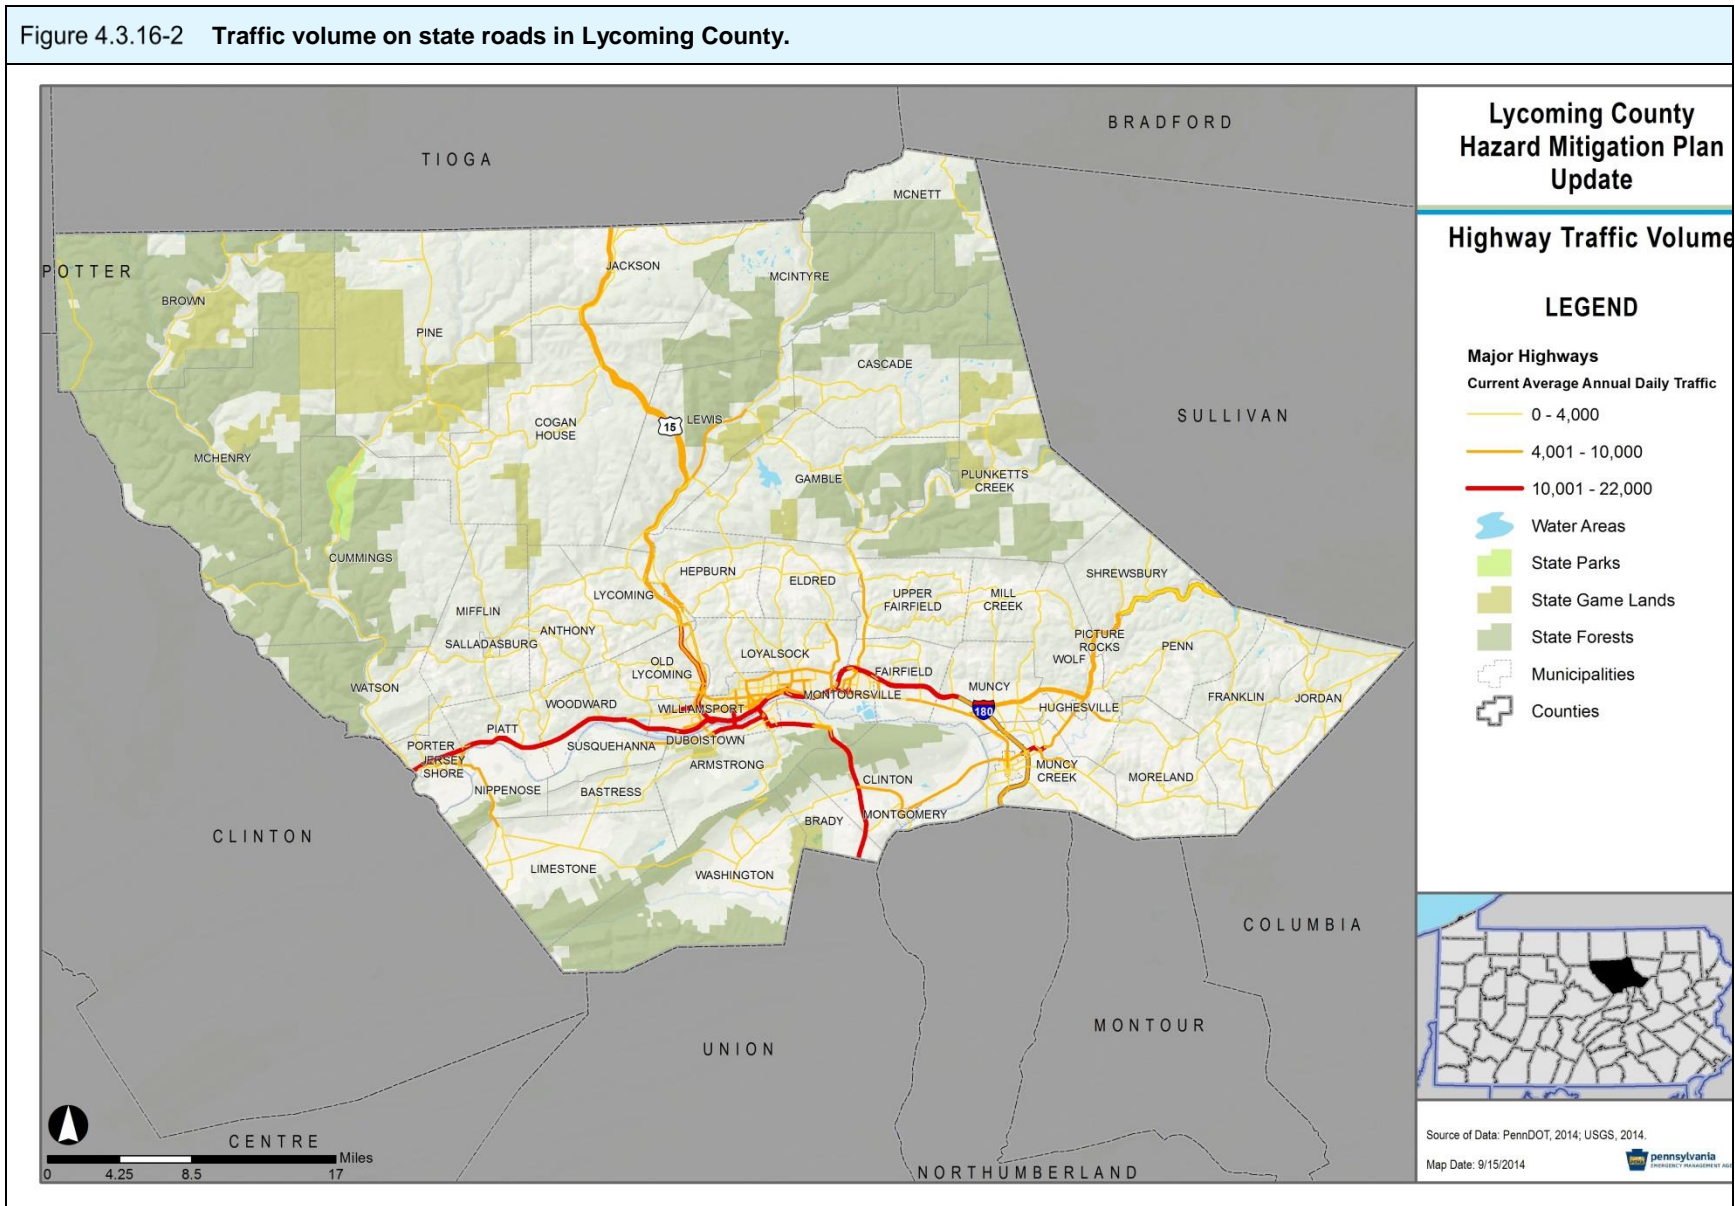 Figure 4.3.16-2 Traffic volume on state roads in Lycoming County.
BRADFORD
TIOGA
MCNETT
POTTER
JACKSON
MCINTYRE
BROWN
PINE
CASCADE
SULLIVAN
COGAN
HOUSE
15
LEWIS
MCHENRY
GAMBLE
PLUNKETTS
CREEK
CUMMINGS
HEPBURN
ELDRED
SHREWSBURY
LYCOMING
UPPER
FAIRFIELD
MILL
CREEK
MIFFLIN
ANTHONY
SALLADASBURG
PICTURE
ROCKS
PENN
LOYALSOCK
WOLF
OLD
LYCOMING
FAIRFIELD
WATSON
MUNCY
MONTOURSVILLE
FRANKLIN
JORDAN
WOODWARD
WILLIAMSPORT
180
HUGHESVILLE
PIATT
PORTER
SUSQUEHANNA
DUBOISTOWN
JERSEY
SHORE
ARMSTRONG
MUNCY
CREEK
MORELAND
NIPPENOSE
BASTRESS
CLINTON
BRADY
MONTGOMERY
CLINTON
LIMESTONE
WASHINGTON
COLUMBIA
MONTOUR
UNION
CENTRE
NORTHUMBERLAND
Miles
0 4.25 8.5 17
Lycoming County
Hazard Mitigation Plan
Update
Highway Traffic Volume
LEGEND
Major Highways
Current Average Annual Daily Traffic
0 - 4,000
4,001 - 10,000
10,001 - 22,000
Water Areas
State Parks
State Game Lands
State Forests
Municipalities
Counties
Source of Data: PennDOT, 2014; USGS, 2014.
Map Date: 9/15/2014
pennsylvania
EMERGENCY MANAGEMENT AGE